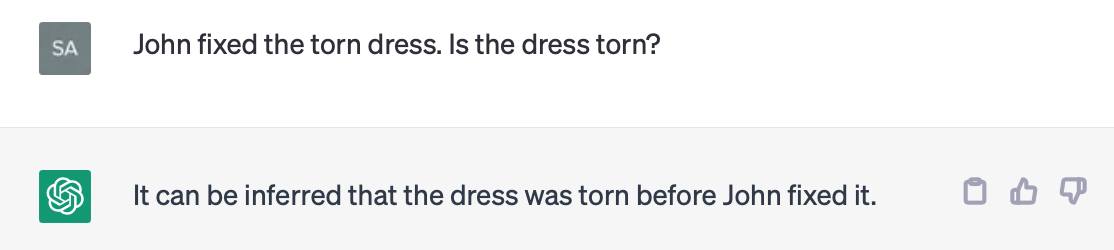 SA
John fixed the torn dress. Is the dress torn?
It can be inferred that the dress was torn before John fixed it.